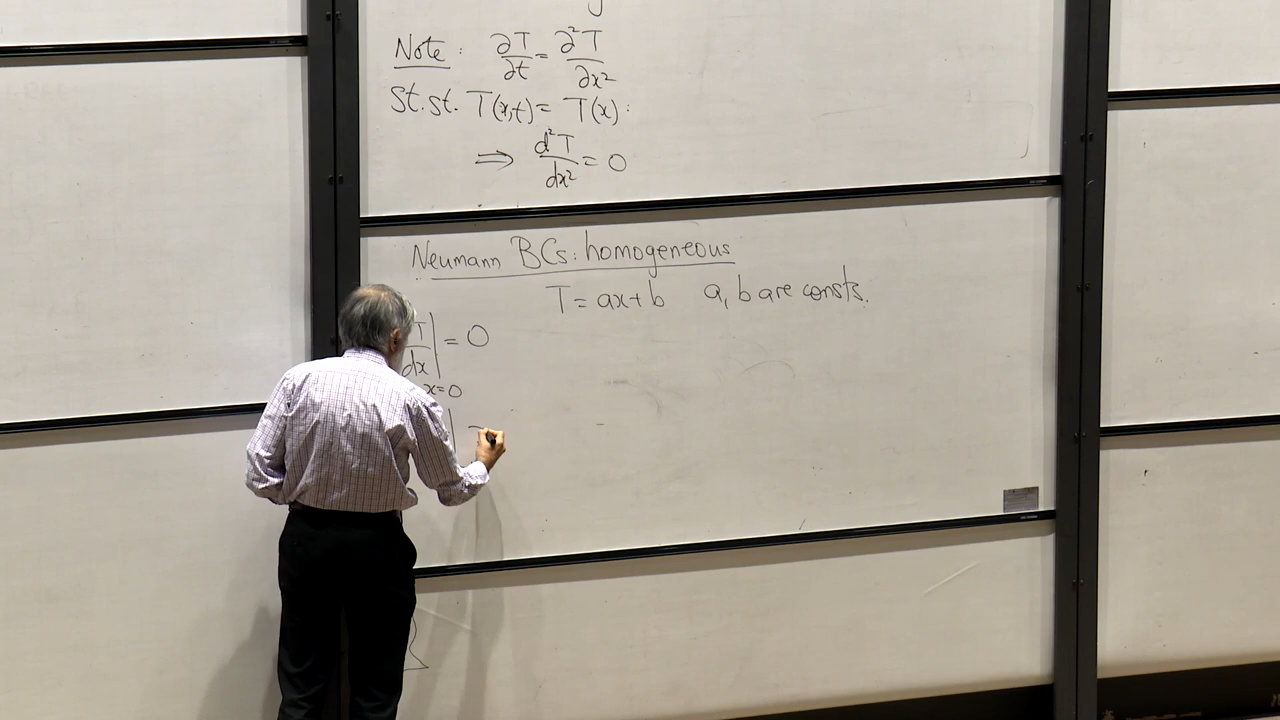 Note: ∂T/∂t = ∂²T/∂x²
St. st. T(x,t) = T(x):
⇒ d²T/dx² = 0
Neumann BCs: homogeneous
T = ax+b a, b are consts.
T/dx | x=0 = 0